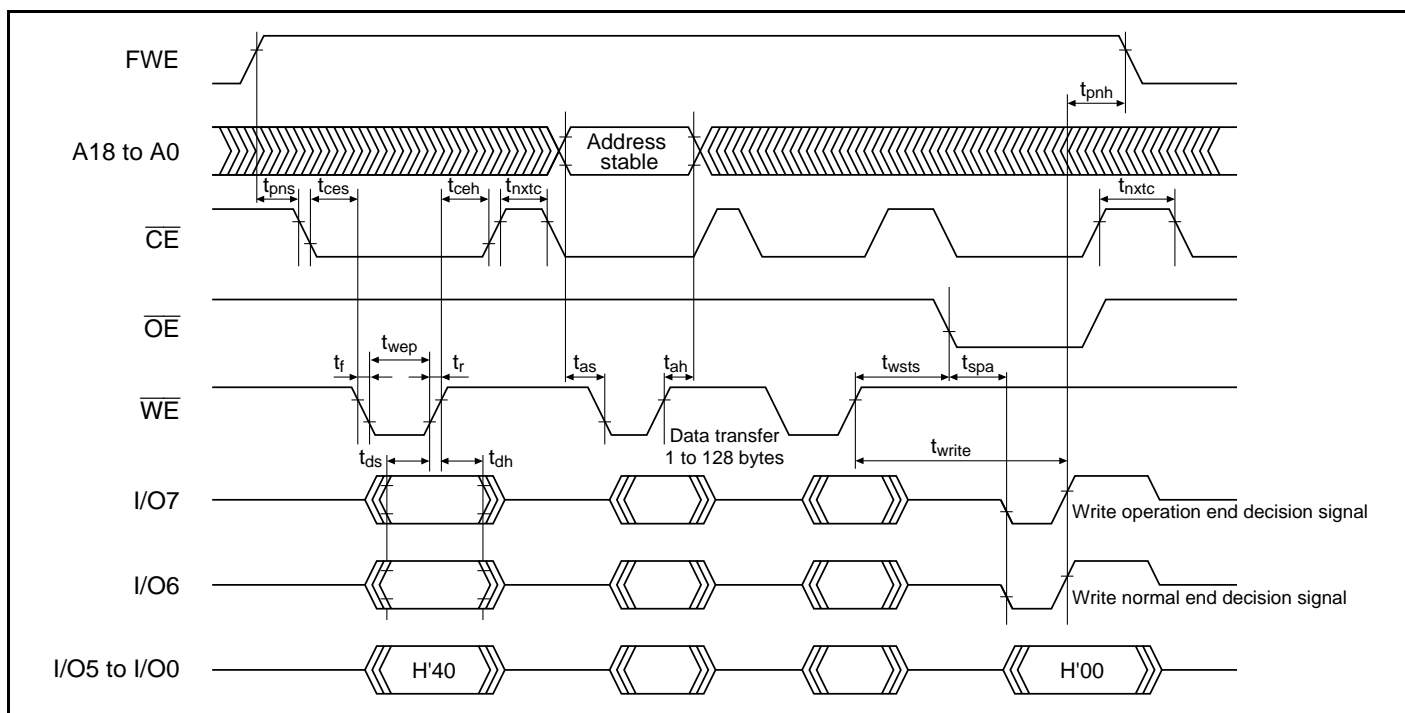 FWE
tpnh
A18 to A0
Address
stable
tpns
tces
tceh
tnxtc
tnxtc
CE
OE
twep
tf
tr
tas
tah
twsts
tspa
WE
Data transfer
1 to 128 bytes
tds
tdh
twrite
I/O7
Write operation end decision signal
I/O6
Write normal end decision signal
I/O5 to I/O0
H'40
H'00